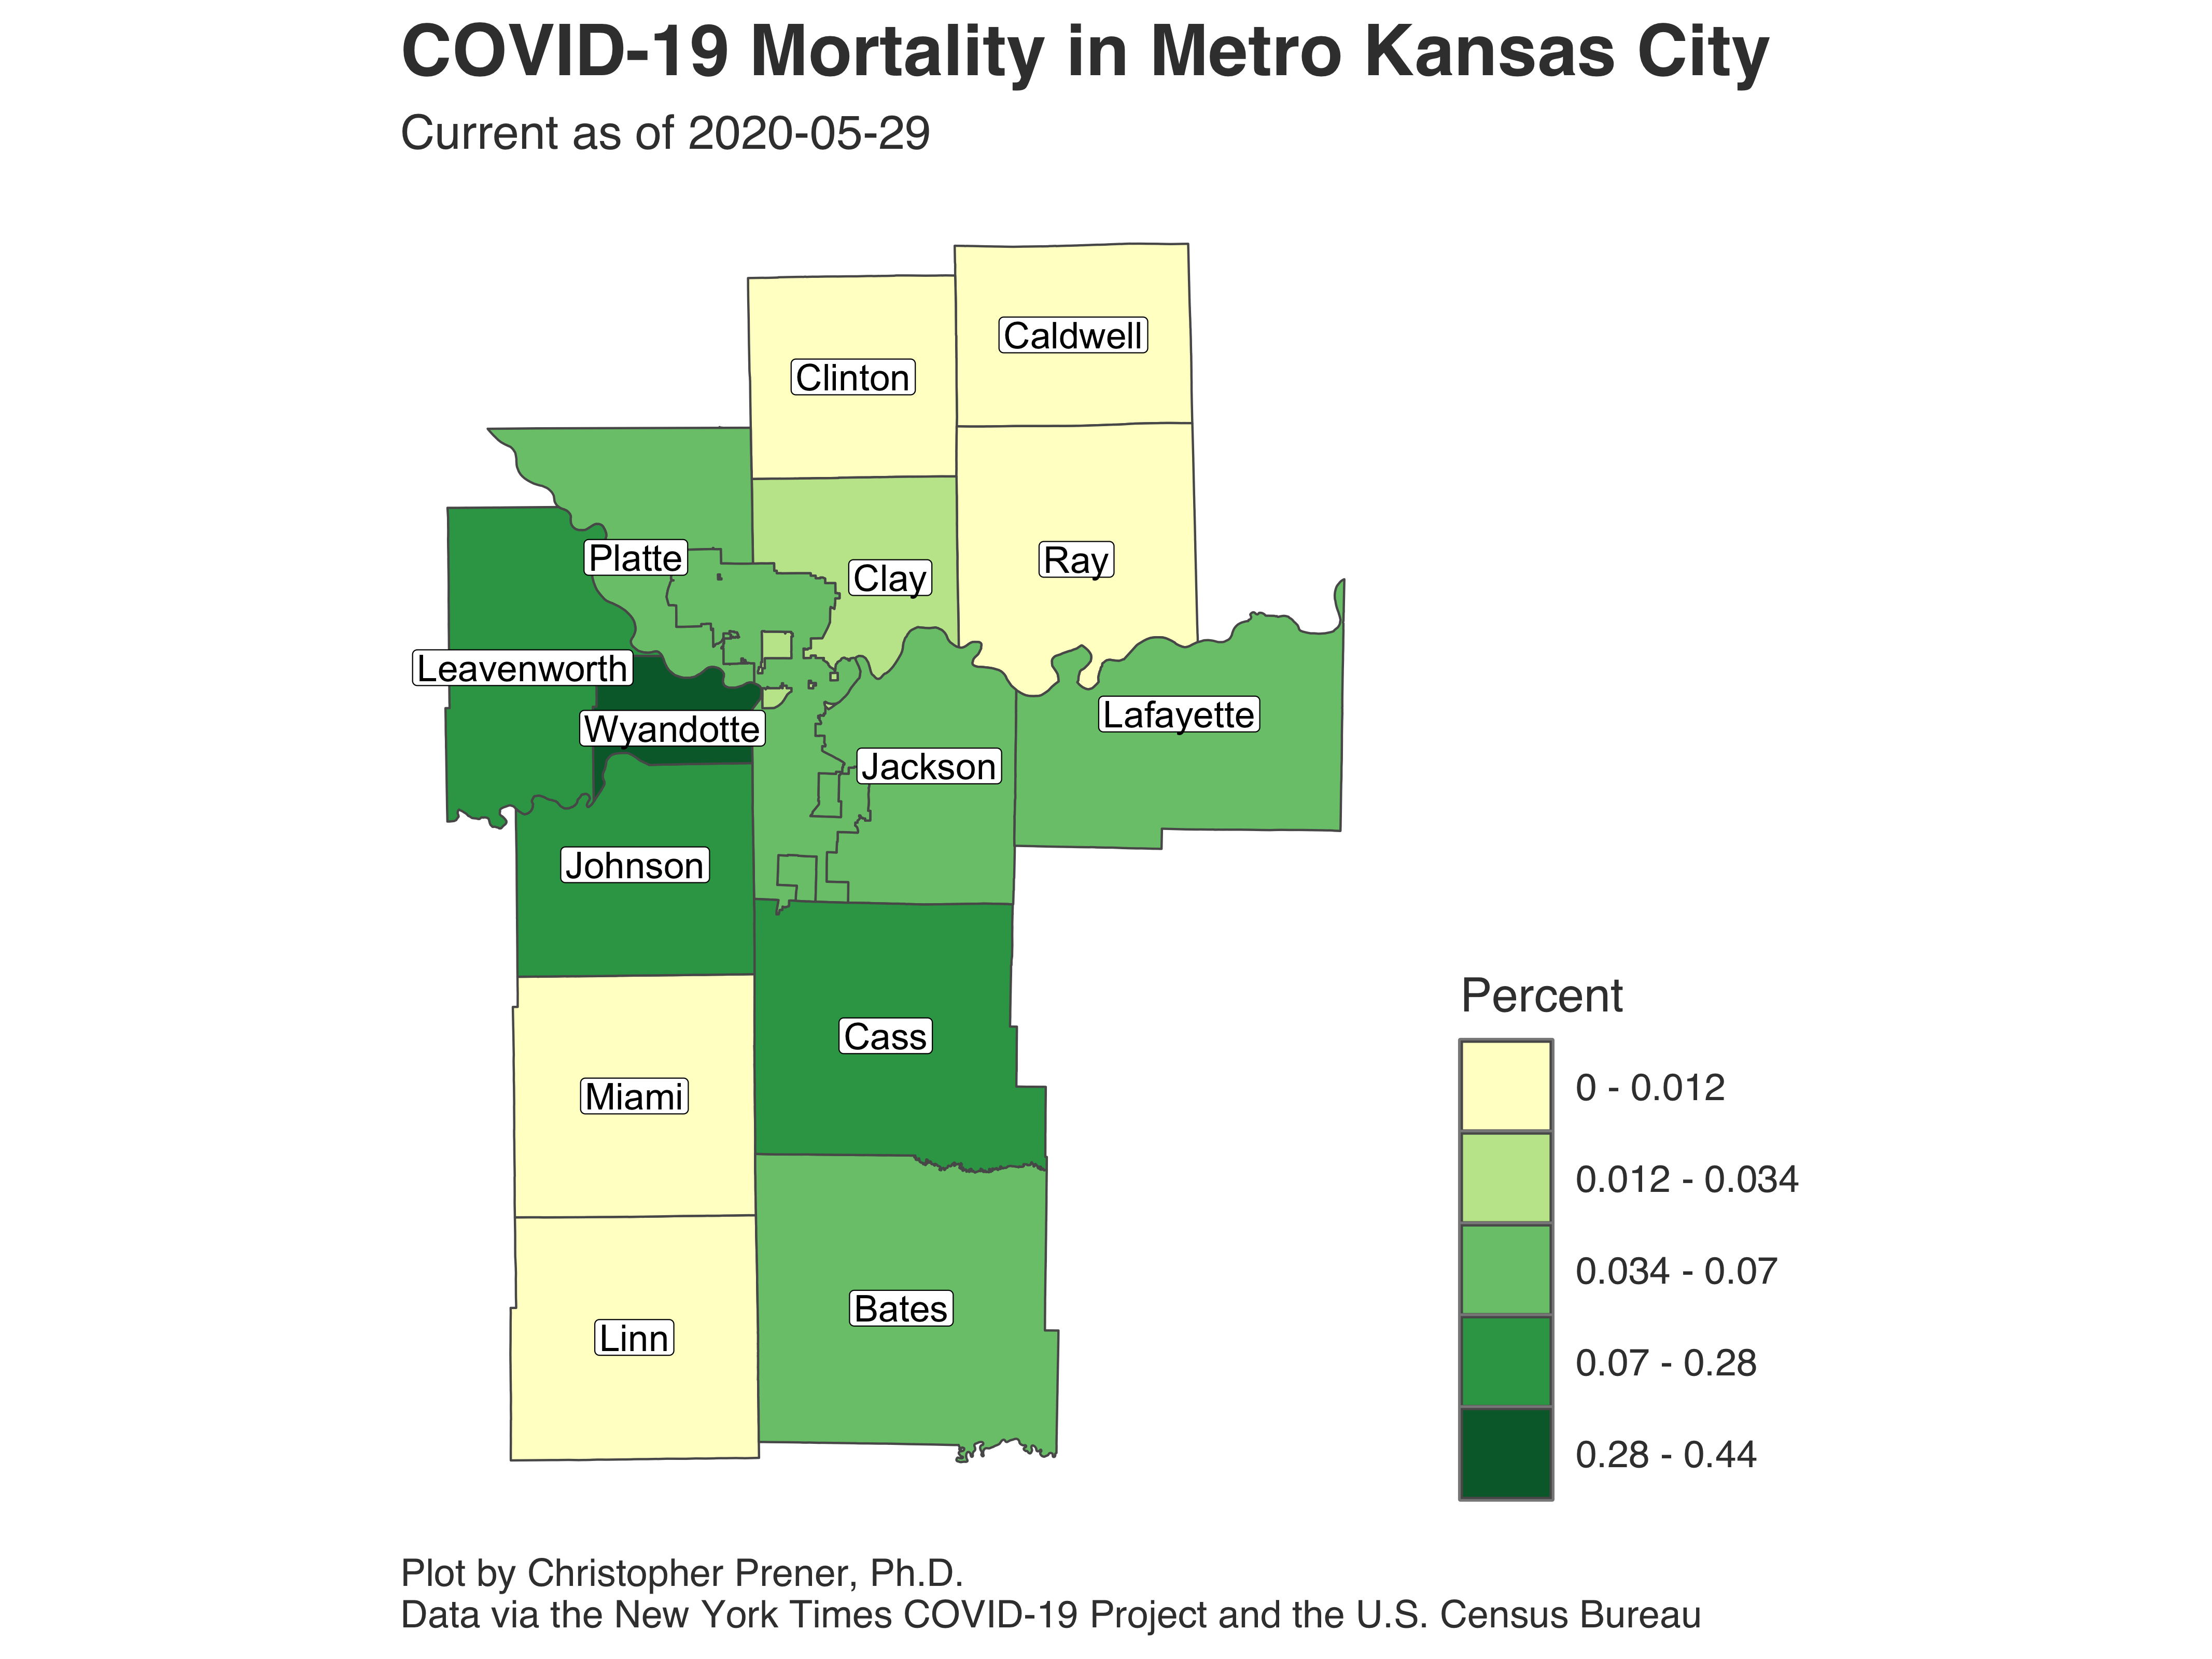 COVID-19 Mortality in Metro Kansas City
Current as of 2020-05-29
Caldwell
Clinton
Platte
Clay
Ray
Leavenworth
Wyandotte
Lafayette
Jackson
Johnson
Cass
Miami
Bates
Linn
Percent
0 - 0.012
0.012 - 0.034
0.034 - 0.07
0.07 - 0.28
0.28 - 0.44
Plot by Christopher Prener, Ph.D.
Data via the New York Times COVID-19 Project and the U.S. Census Bureau